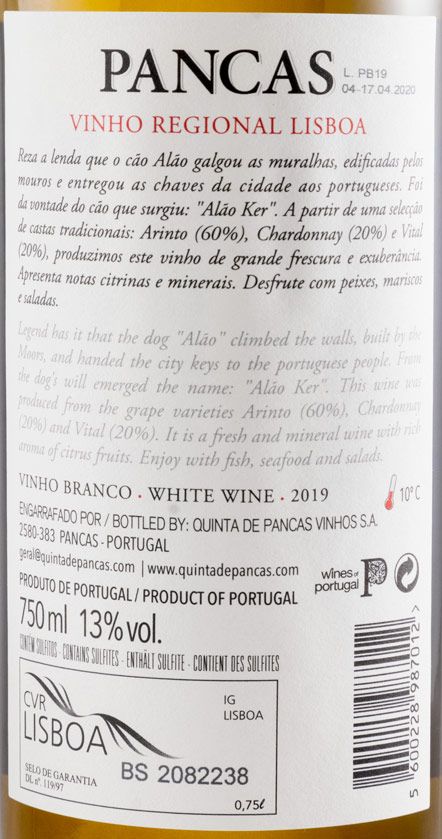 PANCAS
L. PB19
04-17.04.2020
VINHO REGIONAL LISBOA
Reza a lenda que o cão Alão galgou as muralhas, edificadas pelos
mouros e entregou as chaves da cidade aos portugueses. Foi
da vontade do cão que surgiu: "Alão Ker". A partir de uma selecção
de castas tradicionais: Arinto (60%), Chardonnay (20%) e Vital
(20%), produzimos este vinho de grande frescura e exuberância.
Apresenta notas citrinas e minerais. Desfrute com peixes, mariscos
e saladas.
Legend has it that the dog "Alão" climbed the walls, built by the
Moors, and handed the city keys to the portuguese people. From
the dog's will emerged the name: "Alão Ker". This wine was
produced from the grape varieties Arinto (60%), Chardonnay
(20%) and Vital (20%). It is a fresh and mineral wine with rich
aroma of citrus fruits. Enjoy with fish, seafood and salads.
VINHO BRANCO · WHITE WINE · 2019
10º C
ENGARRAFADO POR / BOTTLED BY: QUINTA DE PANCAS VINHOS S.A.
2580-383 PANCAS - PORTUGAL
geral@quintadepancas.com | www.quintadepancas.com
wines of
portugal
PRODUTO DE PORTUGAL / PRODUCT OF PORTUGAL
750ml 13%vol.
CONTÉM SULFITOS - CONTAINS SULFITES - ENTHÄLT SULFITE - CONTIENT DES SULFITES
CVR
LISBOA
IG
LISBOA
SELO DE GARANTIA
DL nº. 119/97
BS 2082238
0,75ℓ
5 600228 987012 >